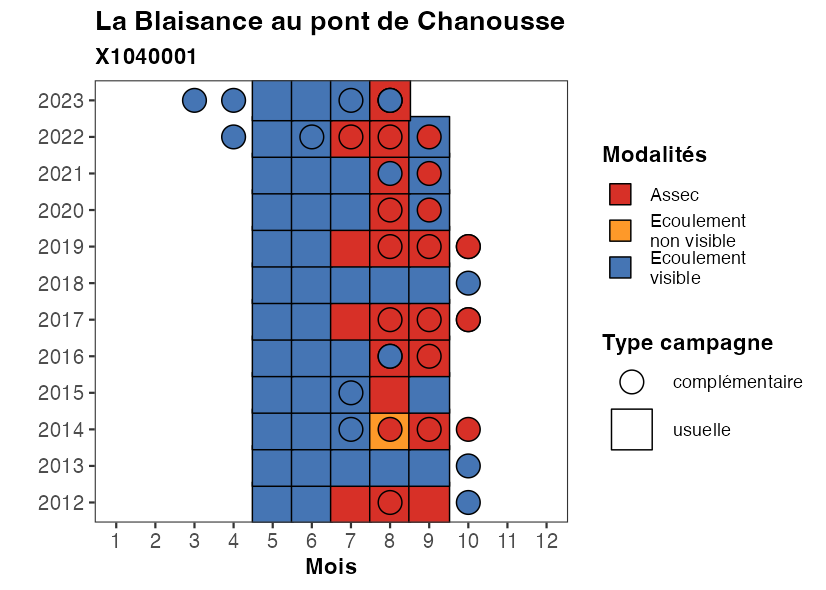 La Blaisance au pont de Chanousse
X1040001
2023
2022
2021
2020
2019
2018
2017
2016
2015
2014
2013
2012
1 2 3 4 5 6 7 8 9 10 11 12
Mois
Modalités
Assec
Ecoulement
non visible
Ecoulement
visible
Type campagne
complémentaire
usuelle